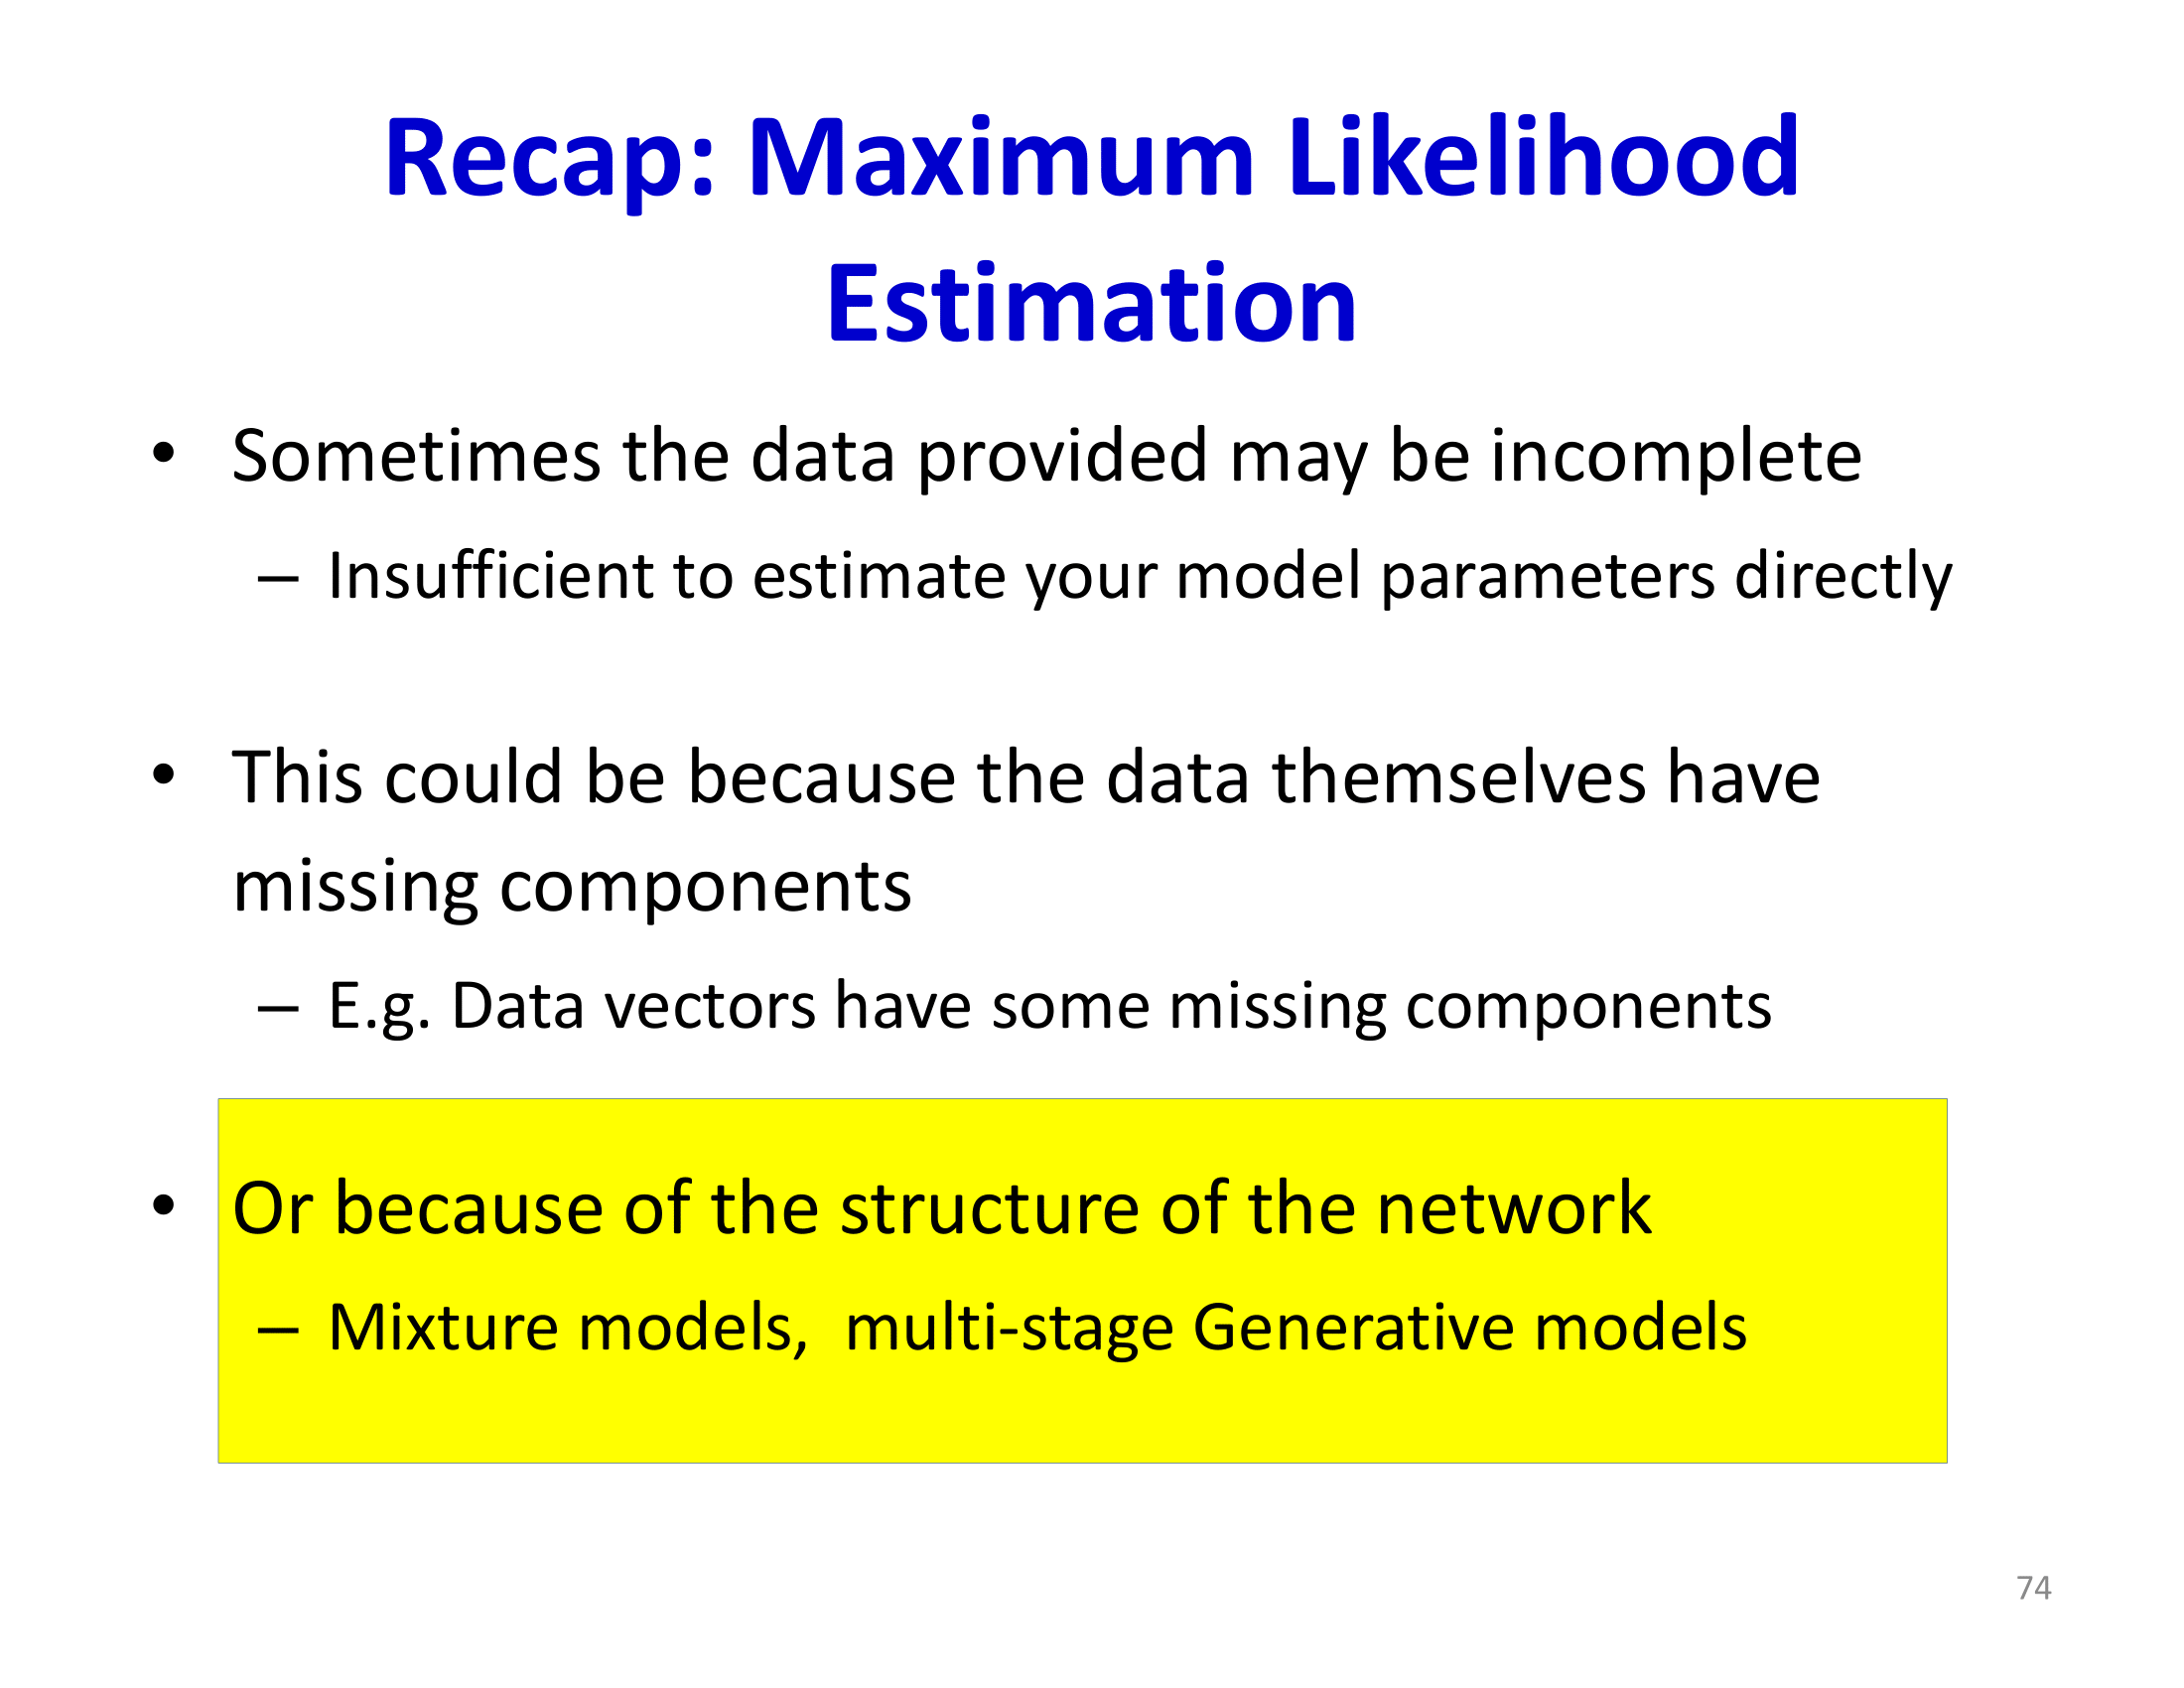 Recap: Maximum Likelihood
Estimation
• Sometimes the data provided may be incomplete
– Insufficient to estimate your model parameters directly
• This could be because the data themselves have
missing components
– E.g. Data vectors have some missing components
• Or because of the structure of the network
– Mixture models,  multi-stage Generative models
74